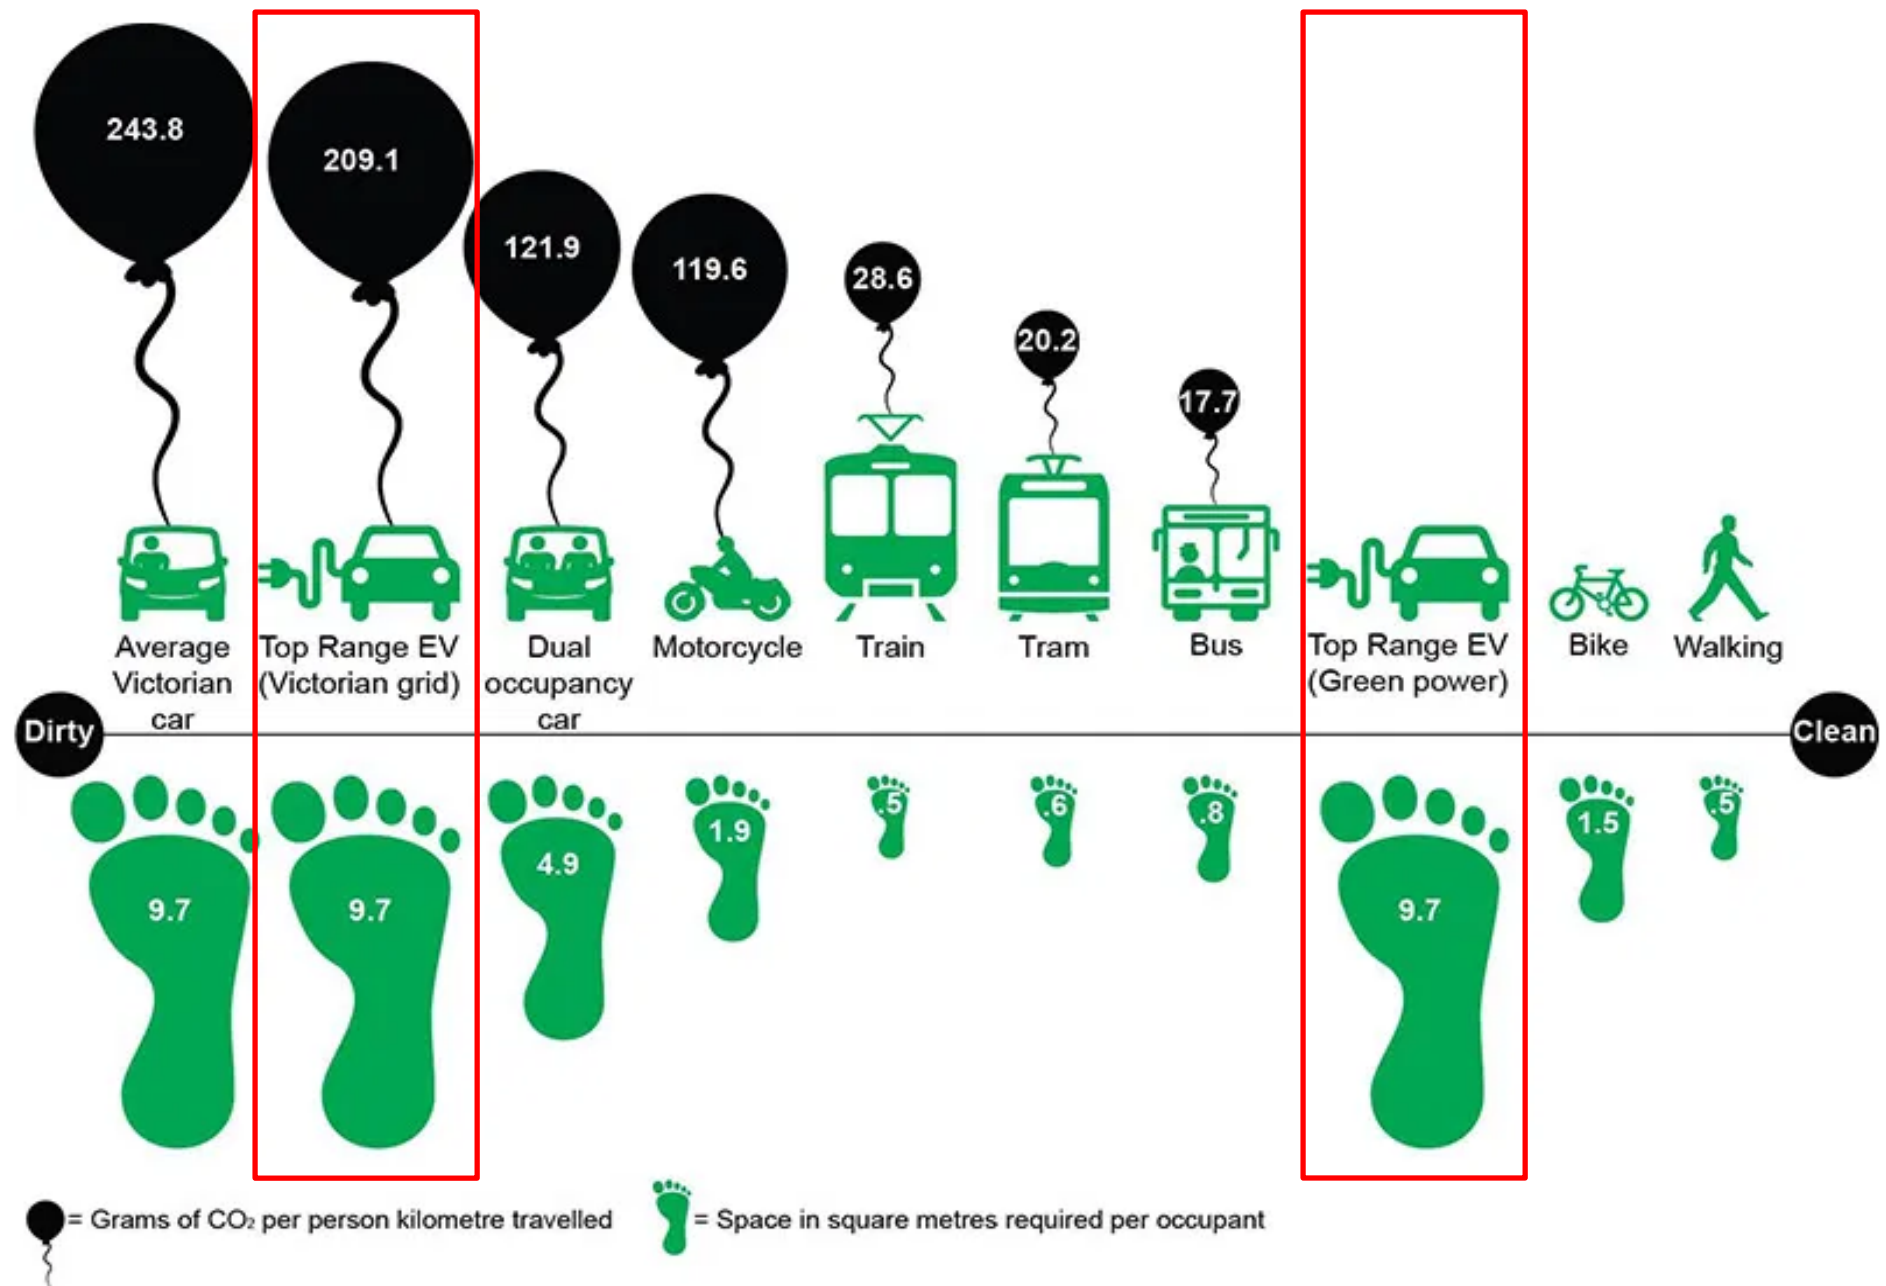 243.8
209.1
121.9
119.6
28.6
20.2
17.7
Average
Victorian
car
Top Range EV
(Victorian grid)
Dual
occupancy
car
Motorcycle
Train
Tram
Bus
Top Range EV
(Green power)
Bike
Walking
Dirty
Clean
9.7
9.7
4.9
1.9
.5
.6
.8
9.7
1.5
.5
= Grams of CO₂ per person kilometre travelled
= Space in square metres required per occupant